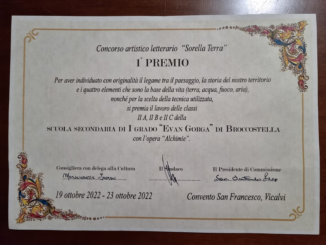 Concorso artistico letterario "Sorella Terra"
1° PREMIO
Per aver individuato con originalità il legame tra il paesaggio, la storia del nostro territorio
e i quattro elementi che sono la base della vita (terra, acqua, fuoco, aria),
nonché per la scelta della tecnica utilizzata,
si premia il lavoro delle classi
II A, II B e II C della
SCUOLA SECONDARIA DI I GRADO "EVAN GORGA" DI BROCCOSTELLA
con l'opera "Alchimie".
Consigliere con delega alla Cultura Il Sindaco Il Presidente di Commissione
19 ottobre 2022 - 23 ottobre 2022 Convento San Francesco, Vicalvi